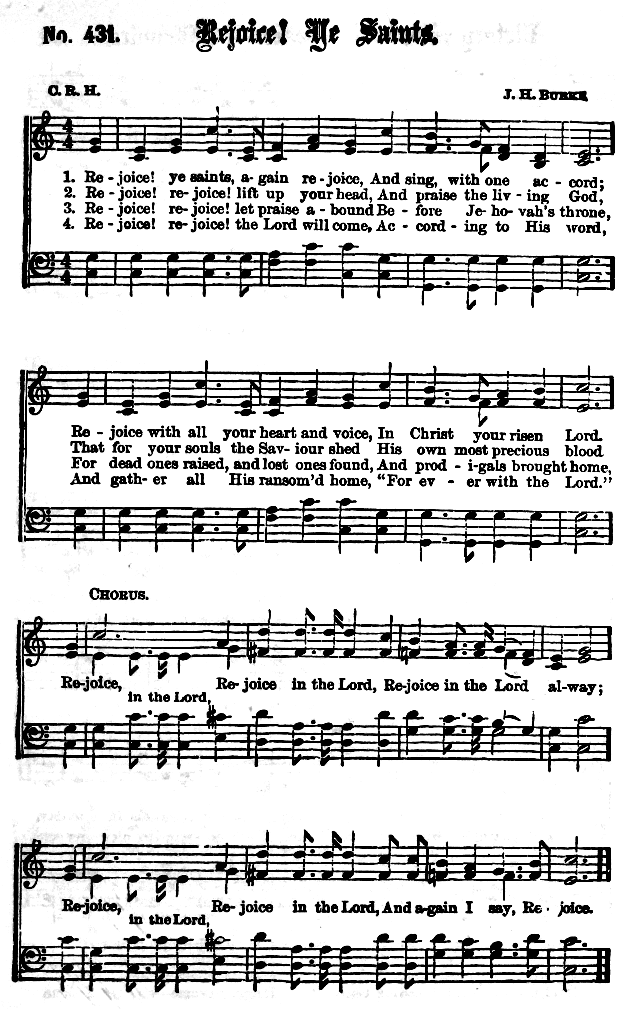 No. 431. Rejoice! Ye Saints.
C. R. H. J. H. BURKE
1. Re - joice! ye saints, a - gain re - joice, And sing, with one ac - cord;
2. Re - joice! re - joice! lift up your head, And praise the liv - ing God,
3. Re - joice! re - joice! let praise a - bound Be - fore Je - ho - vah's throne,
4. Re - joice! re - joice! the Lord will come, Ac - cord - ing to His word,
Re - joice with all your heart and voice, In Christ your risen Lord.
That for your souls the Sav - iour shed His own most precious blood
For dead ones raised, and lost ones found, And prod - i - gals brought home,
And gath - er all His ransom'd home, "For ev - er with the Lord."
CHORUS.
Re - joice, Re - joice in the Lord, Re - joice in the Lord al - way;
in the Lord,
Re - joice, Re - joice in the Lord, And a - gain I say, Re - joice.
in the Lord,